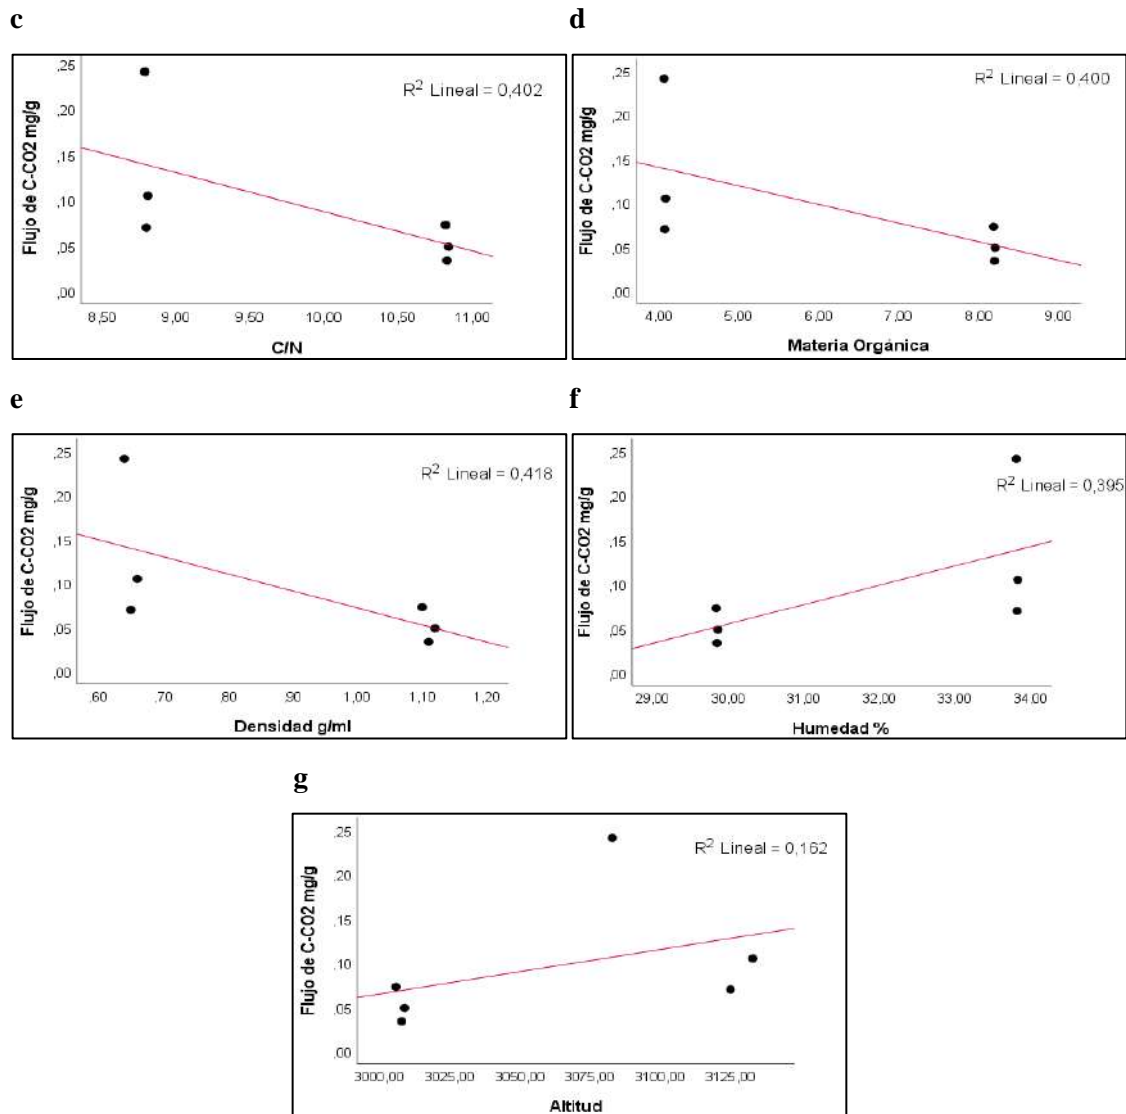 c
,25
,20
,15
,10
,05
,00
Flujo de C-CO2 mg/g
R2 Lineal = 0,402
8,50 9,00 9,50 10,00 10,50 11,00
C/N
d
,25
,20
,15
,10
,05
,00
Flujo de C-CO2 mg/g
R2 Lineal = 0,400
4,00 5,00 6,00 7,00 8,00 9,00
Materia Orgánica
e
,25
,20
,15
,10
,05
,00
Flujo de C-CO2 mg/g
R2 Lineal = 0,418
,60 ,70 ,80 ,90 1,00 1,10 1,20
Densidad g/ml
f
,25
,20
,15
,10
,05
,00
Flujo de C-CO2 mg/g
R2 Lineal = 0,395
29,00 30,00 31,00 32,00 33,00 34,00
Humedad %
g
,25
,20
,15
,10
,05
,00
Flujo de C-CO2 mg/g
R2 Lineal = 0,162
3000,00 3025,00 3050,00 3075,00 3100,00 3125,00
Altitud